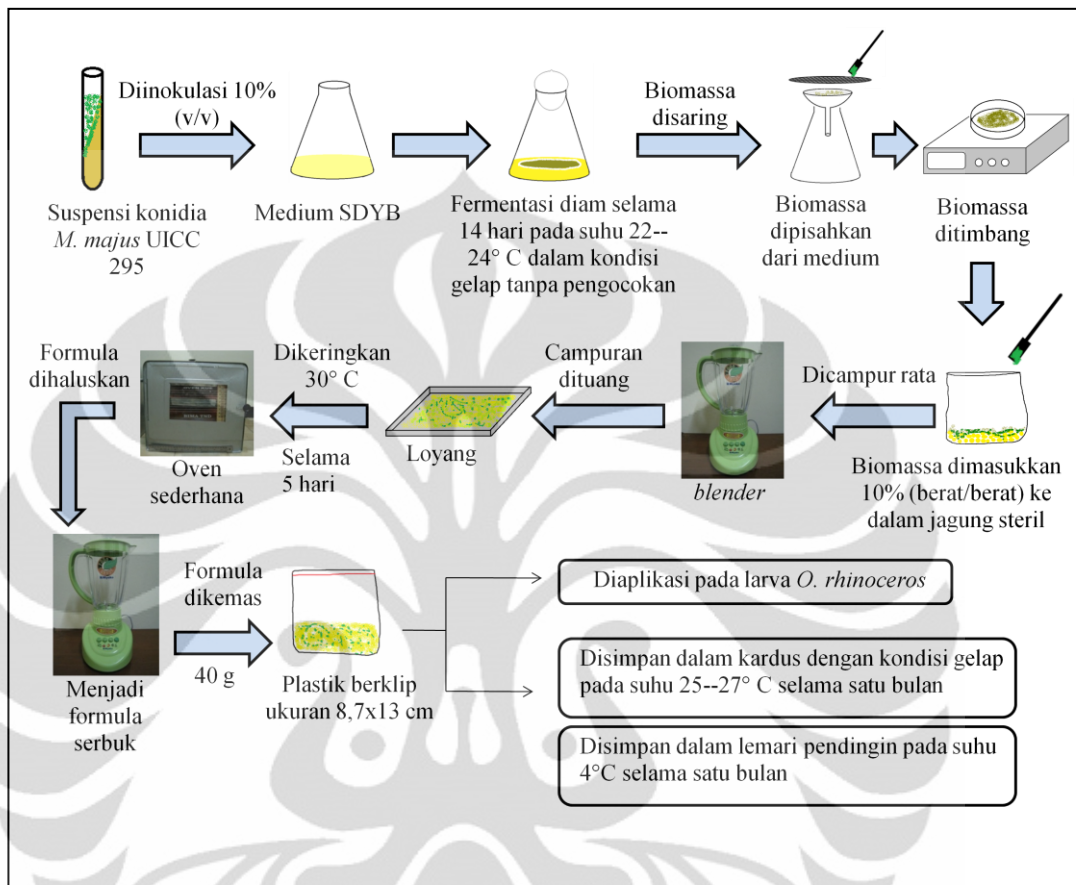 Diinokulasi 10%
(v/v)
Suspensi konidia
M. majus UICC
295
Medium SDYB
Fermentasi diam selama
14 hari pada suhu 22--
24° C dalam kondisi
gelap tanpa pengocokan
Biomassa
disaring
Biomassa
dipisahkan
dari medium
Biomassa
ditimbang
Biomassa dimasukkan
10% (berat/berat) ke
dalam jagung steril
Dicampur rata
blender
Campuran
dituang
Loyang
Dikeringkan
30° C
Selama
5 hari
Oven
sederhana
Formula
dihaluskan
Menjadi
formula
serbuk
Formula
dikemas
40 g
Plastik berklip
ukuran 8,7x13 cm
Diaplikasi pada larva O. rhinoceros
Disimpan dalam kardus dengan kondisi gelap
pada suhu 25--27° C selama satu bulan
Disimpan dalam lemari pendingin pada suhu
4°C selama satu bulan